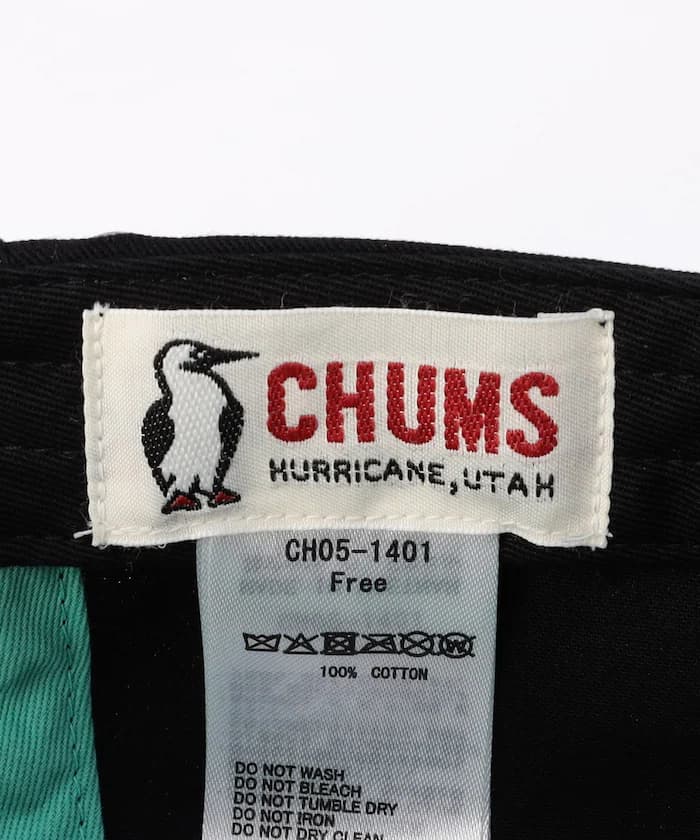 CHUMS
HURRICANE, UTAH
CH05-1401
Free
100% COTTON
DO NOT WASH
DO NOT BLEACH
DO NOT TUMBLE DRY
DO NOT IRON
DO NOT DRY CLEAN